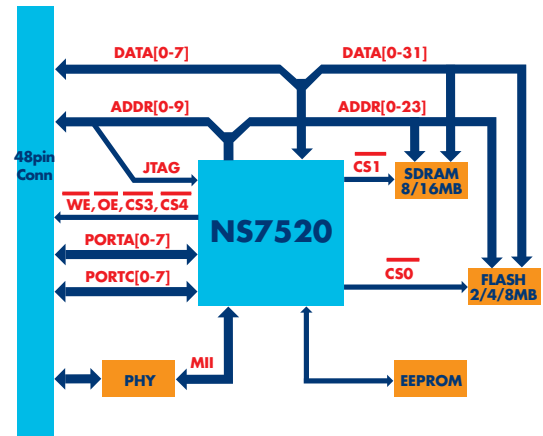 DATA[0-7]
DATA[0-31]
ADDR[0-9]
ADDR[0-23]
48pin
Conn
JTAG
CS1
SDRAM
8/16MB
WE, OE, CS3, CS4
NS7520
PORTA[0-7]
CS0
PORTC[0-7]
FLASH
2/4/8MB
MII
PHY
EEPROM